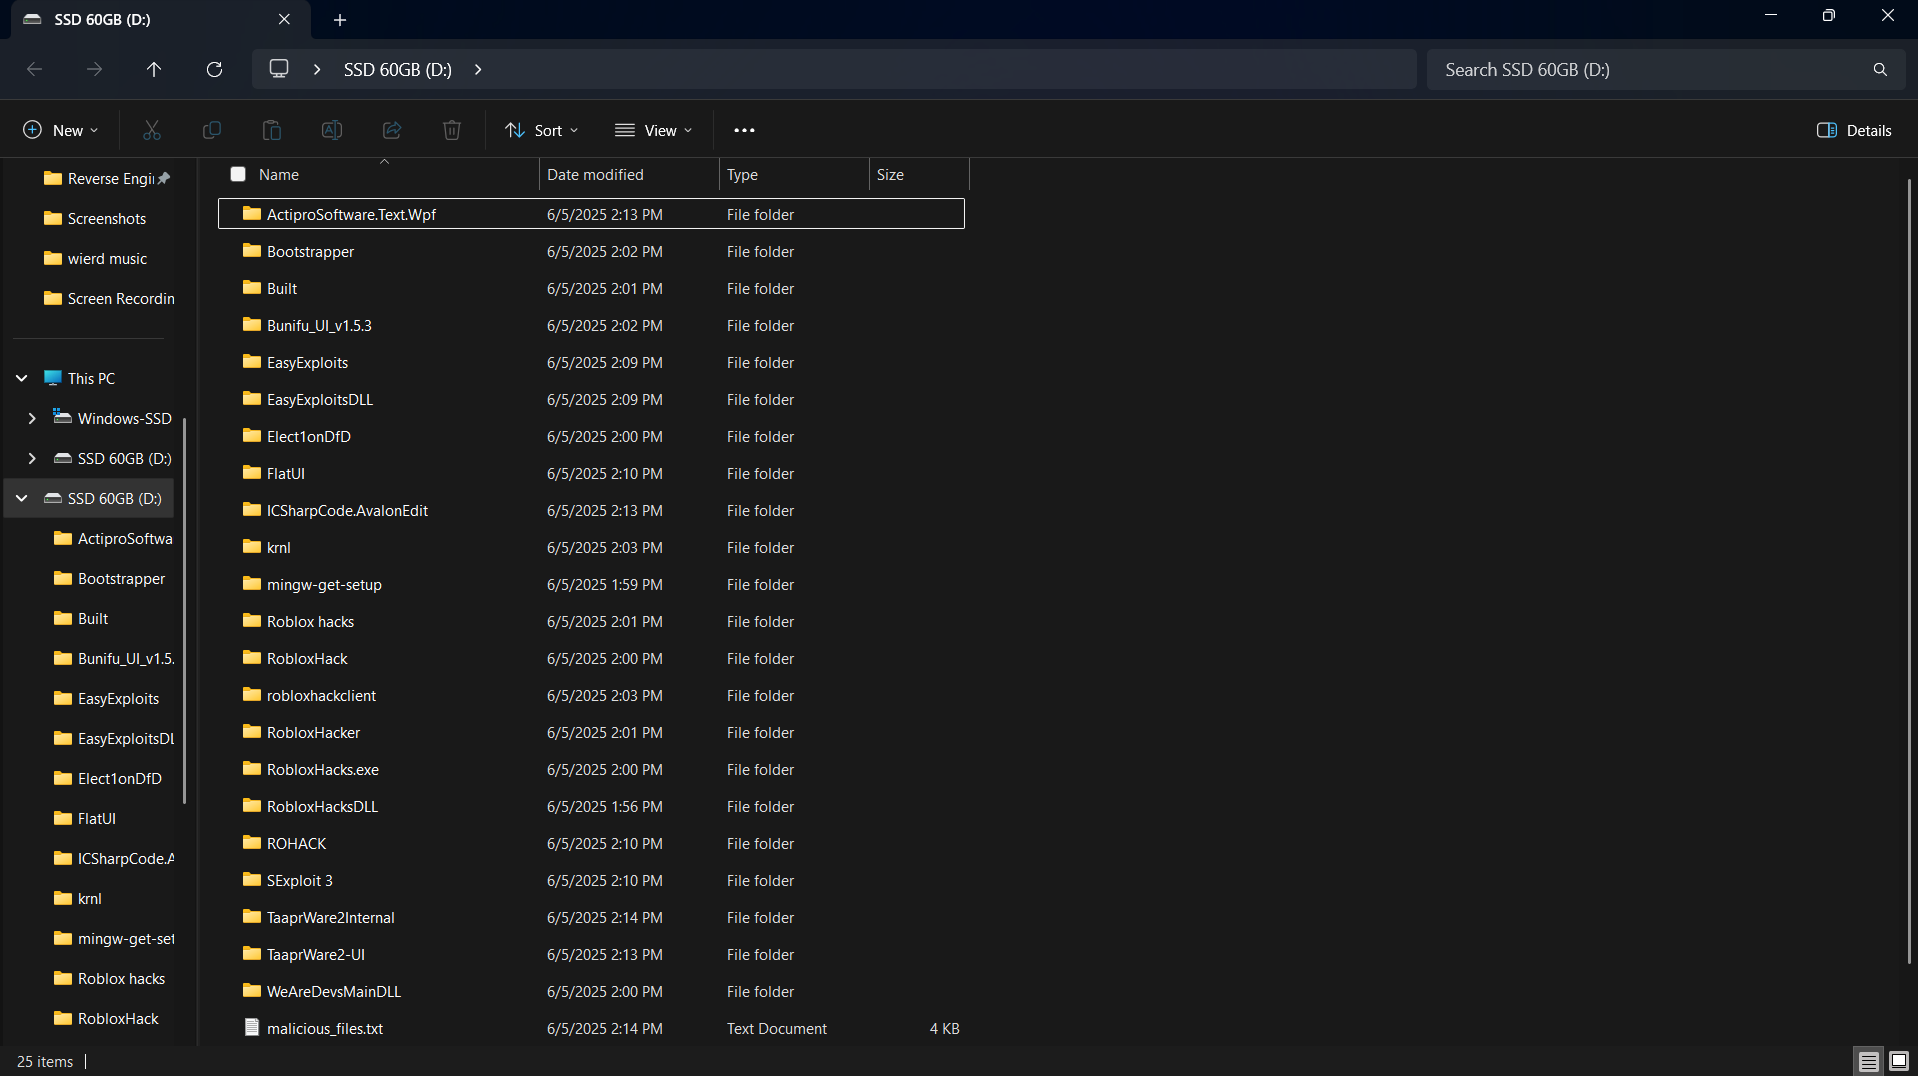 SSD 60GB (D:)
SSD 60GB (D:)
Search SSD 60GB (D:)
New
Sort
View
Details
Reverse Engi
Screenshots
wierd music
Screen Recordin
This PC
Windows-SSD
SSD 60GB (D:)
SSD 60GB (D:)
ActiproSoftwa
Bootstrapper
Built
Bunifu_UI_v1.5.
EasyExploits
EasyExploitsDL
Elect1onDfD
FlatUI
ICSharpCode.A
krnl
mingw-get-set
Roblox hacks
RobloxHack
Name Date modified Type Size
ActiproSoftware.Text.Wpf 6/5/2025 2:13 PM File folder
Bootstrapper 6/5/2025 2:02 PM File folder
Built 6/5/2025 2:01 PM File folder
Bunifu_UI_v1.5.3 6/5/2025 2:02 PM File folder
EasyExploits 6/5/2025 2:09 PM File folder
EasyExploitsDLL 6/5/2025 2:09 PM File folder
Elect1onDfD 6/5/2025 2:00 PM File folder
FlatUI 6/5/2025 2:10 PM File folder
ICSharpCode.AvalonEdit 6/5/2025 2:13 PM File folder
krnl 6/5/2025 2:03 PM File folder
mingw-get-setup 6/5/2025 1:59 PM File folder
Roblox hacks 6/5/2025 2:01 PM File folder
RobloxHack 6/5/2025 2:00 PM File folder
robloxhackclient 6/5/2025 2:03 PM File folder
RobloxHacker 6/5/2025 2:01 PM File folder
RobloxHacks.exe 6/5/2025 2:00 PM File folder
RobloxHacksDLL 6/5/2025 1:56 PM File folder
ROHACK 6/5/2025 2:10 PM File folder
SExploit 3 6/5/2025 2:10 PM File folder
TaaprWare2Internal 6/5/2025 2:14 PM File folder
TaaprWare2-UI 6/5/2025 2:13 PM File folder
WeAreDevsMainDLL 6/5/2025 2:00 PM File folder
malicious_files.txt 6/5/2025 2:14 PM Text Document 4 KB
25 items